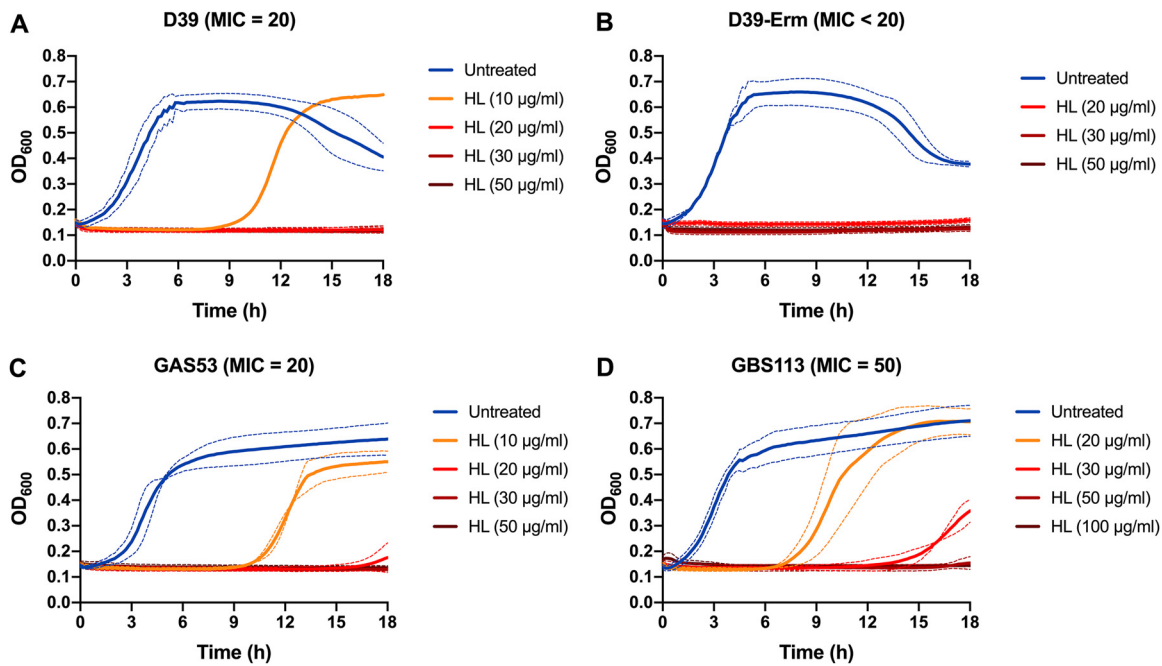 A
D39 (MIC = 20)
0.8
0.7
0.6
0.5
0.4
0.3
0.2
0.1
0.0
OD600
0 3 6 9 12 15 18
Time (h)
Untreated
HL (10 µg/ml)
HL (20 µg/ml)
HL (30 µg/ml)
HL (50 µg/ml)
B
D39-Erm (MIC < 20)
0.8
0.7
0.6
0.5
0.4
0.3
0.2
0.1
0.0
OD600
0 3 6 9 12 15 18
Time (h)
Untreated
HL (20 µg/ml)
HL (30 µg/ml)
HL (50 µg/ml)
C
GAS53 (MIC = 20)
0.8
0.7
0.6
0.5
0.4
0.3
0.2
0.1
0.0
OD600
0 3 6 9 12 15 18
Time (h)
Untreated
HL (10 µg/ml)
HL (20 µg/ml)
HL (30 µg/ml)
HL (50 µg/ml)
D
GBS113 (MIC = 50)
0.8
0.7
0.6
0.5
0.4
0.3
0.2
0.1
0.0
OD600
0 3 6 9 12 15 18
Time (h)
Untreated
HL (20 µg/ml)
HL (30 µg/ml)
HL (50 µg/ml)
HL (100 µg/ml)